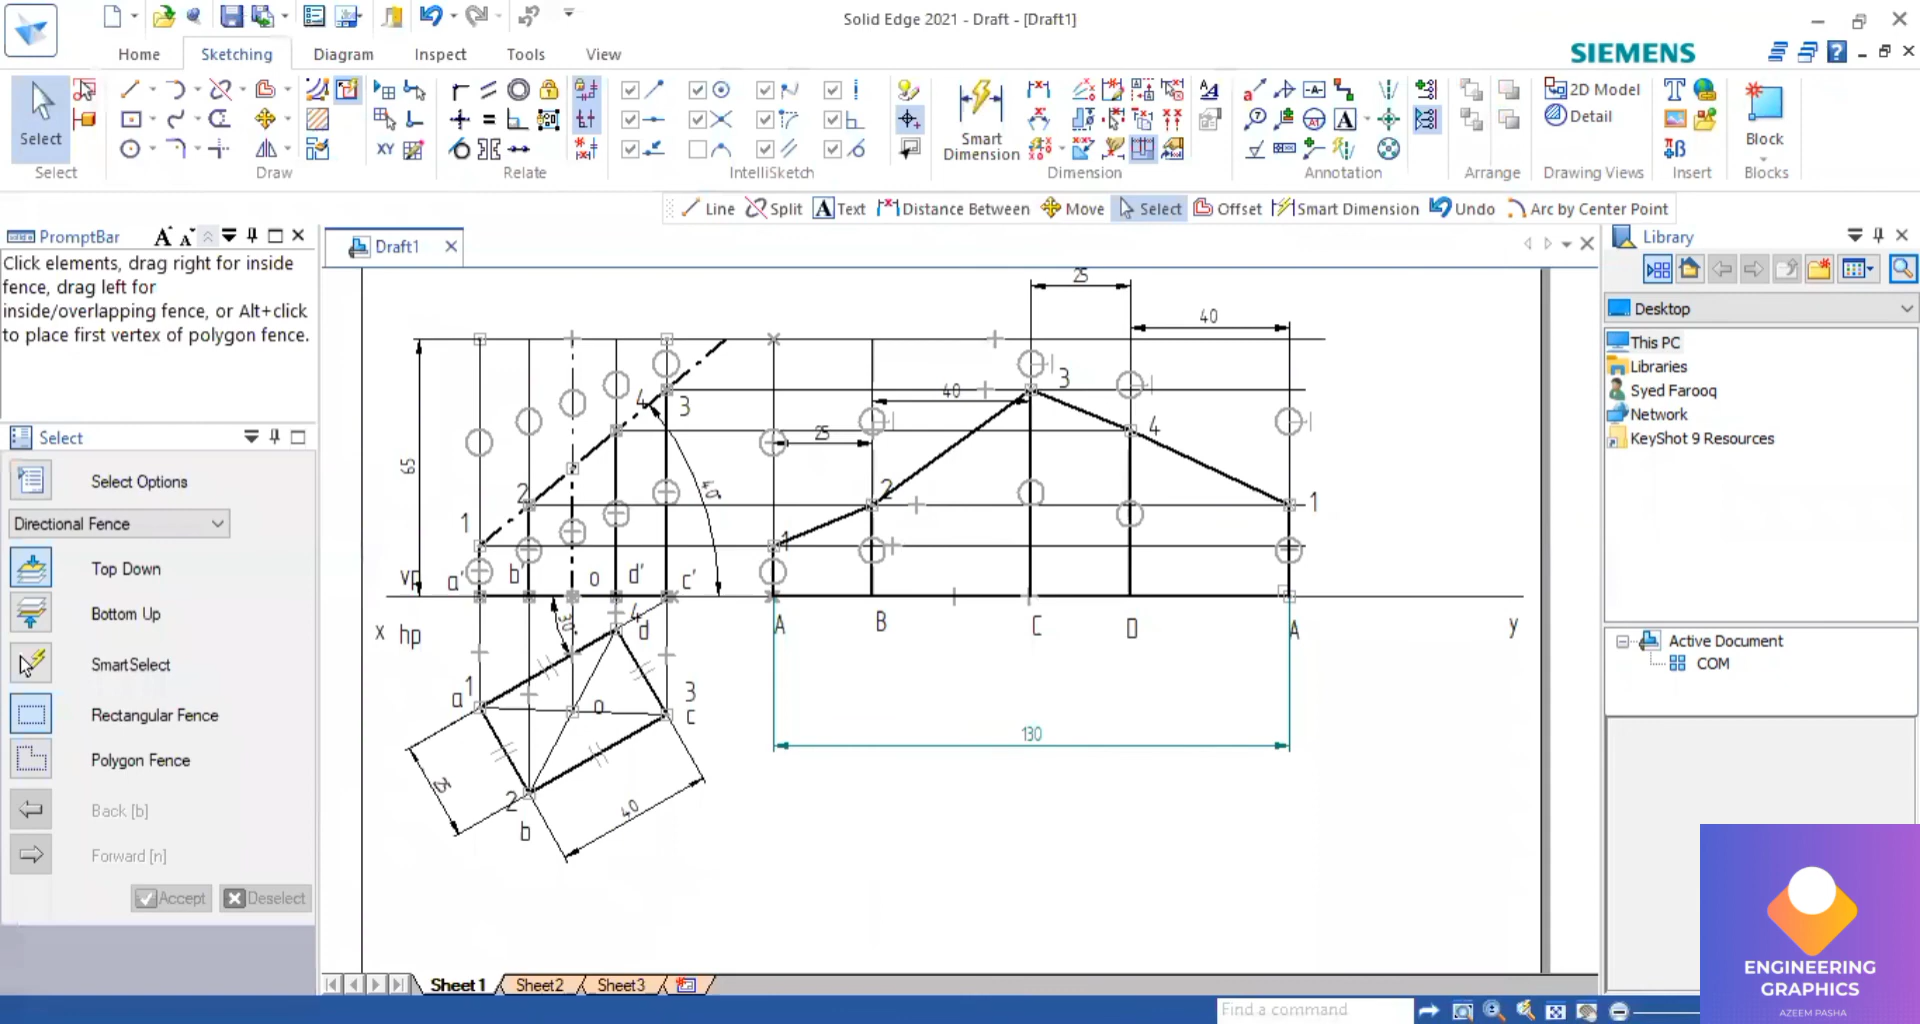 Solid Edge 2021 - Draft - [Draft1]
Home
Sketching
Diagram
Inspect
Tools
View
SIEMENS
Select
Smart
Dimension
2D Model
Detail
Block
Select
Draw
Relate
IntelliSketch
Dimension
Annotation
Arrange
Drawing Views
Insert
Blocks
Line
Split
Text
Distance Between
Move
Select
Offset
Smart Dimension
Undo
Arc by Center Point
PromptBar
Click elements, drag right for inside
fence, drag left for
inside/overlapping fence, or Alt+click
to place first vertex of polygon fence.
Select
Select Options
Directional Fence
Top Down
Bottom Up
SmartSelect
Rectangular Fence
Polygon Fence
Back [b]
Forward [n]
Accept
Deselect
Draft1
25
40
40
25
65
40°
3
4
2
1
1
4
3
2
1
vp
a'
b'
o
d'
c'
x hp
A
B
C
D
A
y
30°
4
d
a
1
o
3
c
2
b
25
40
130
Sheet1
Sheet2
Sheet3
Library
Desktop
This PC
Libraries
Syed Farooq
Network
KeyShot 9 Resources
Active Document
COM
Find a command
ENGINEERING
GRAPHICS
AZEEM PASHA